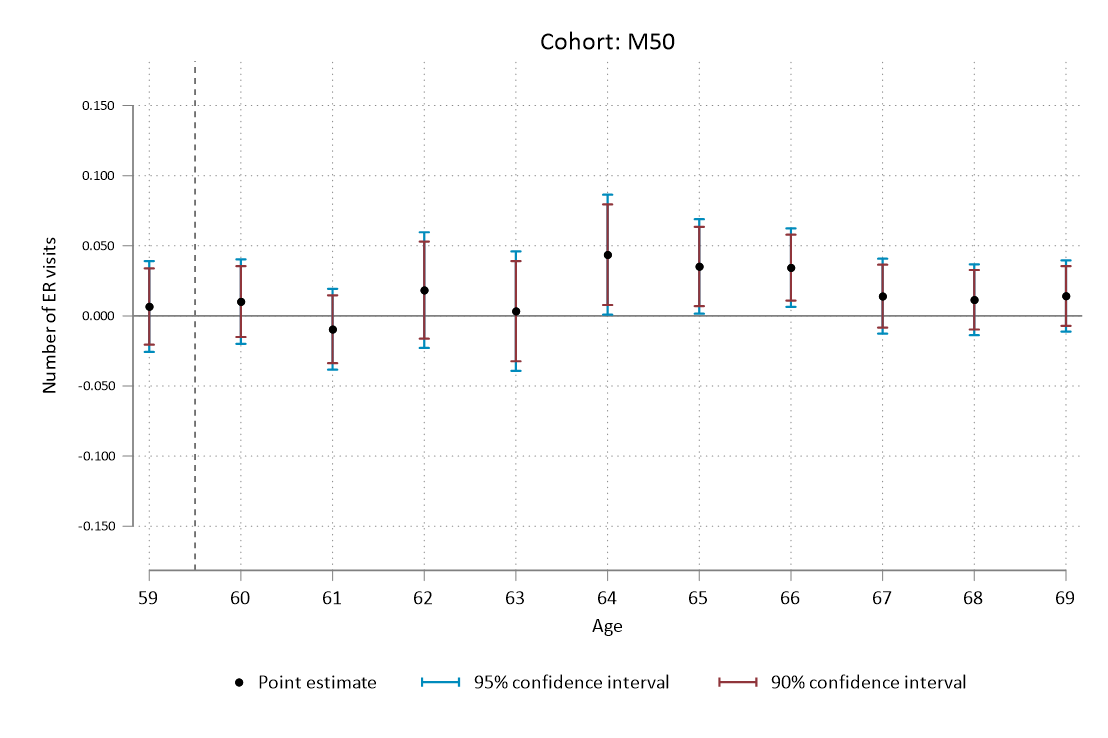 Cohort: M50
0.150
0.100
0.050
0.000
-0.050
-0.100
-0.150
Number of ER visits
59 60 61 62 63 64 65 66 67 68 69
Age
Point estimate 95% confidence interval 90% confidence interval